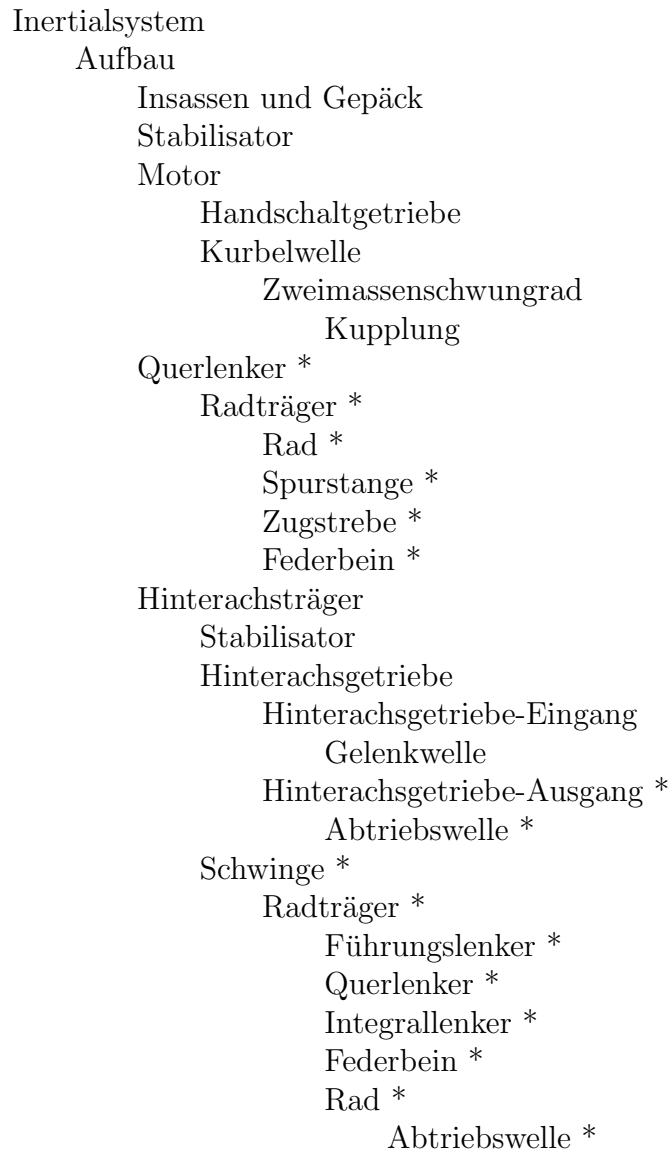 Inertialsystem
Aufbau
Insassen und Gepäck
Stabilisator
Motor
Handschaltgetriebe
Kurbelwelle
Zweimassenschwungrad
Kupplung
Querlenker *
Radträger *
Rad *
Spurstange *
Zugstrebe *
Federbein *
Hinterachsträger
Stabilisator
Hinterachsgetriebe
Hinterachsgetriebe-Eingang
Gelenkwelle
Hinterachsgetriebe-Ausgang *
Abtriebswelle *
Schwinge *
Radträger *
Führungslenker *
Querlenker *
Integrallenker *
Federbein *
Rad *
Abtriebswelle *